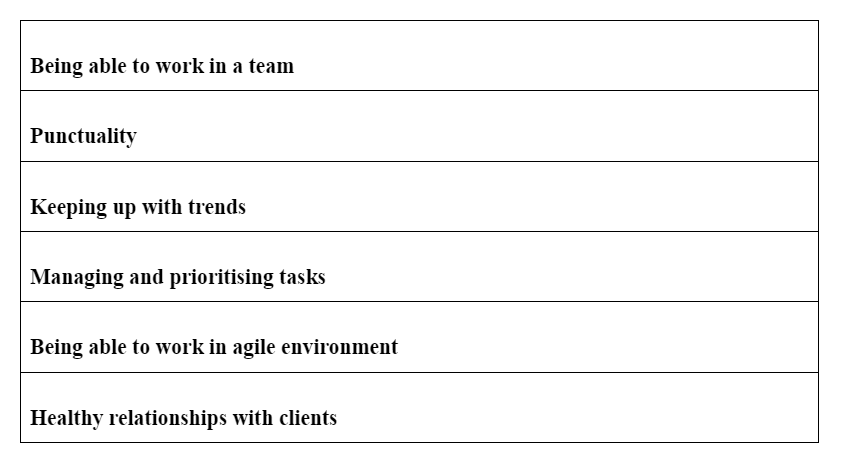 Being able to work in a team
Punctuality
Keeping up with trends
Managing and prioritising tasks
Being able to work in agile environment
Healthy relationships with clients